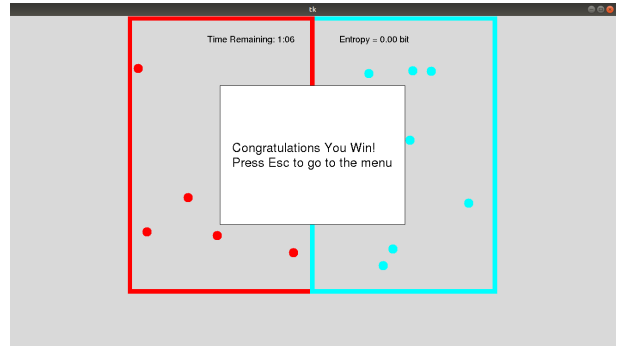 tk
Time Remaining: 1:06
Entropy = 0.00 bit
Congratulations You Win!
Press Esc to go to the menu